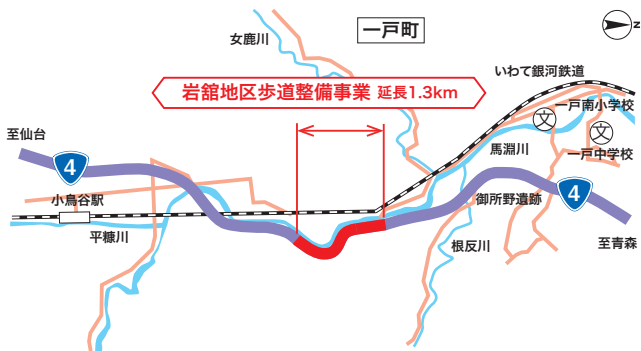 一戸町
N
女鹿川
岩舘地区歩道整備事業 延長1.3km
いわて銀河鉄道
一戸南小学校
文
文
一戸中学校
馬淵川
至仙台
4
小鳥谷駅
御所野遺跡
4
平糠川
根反川
至青森